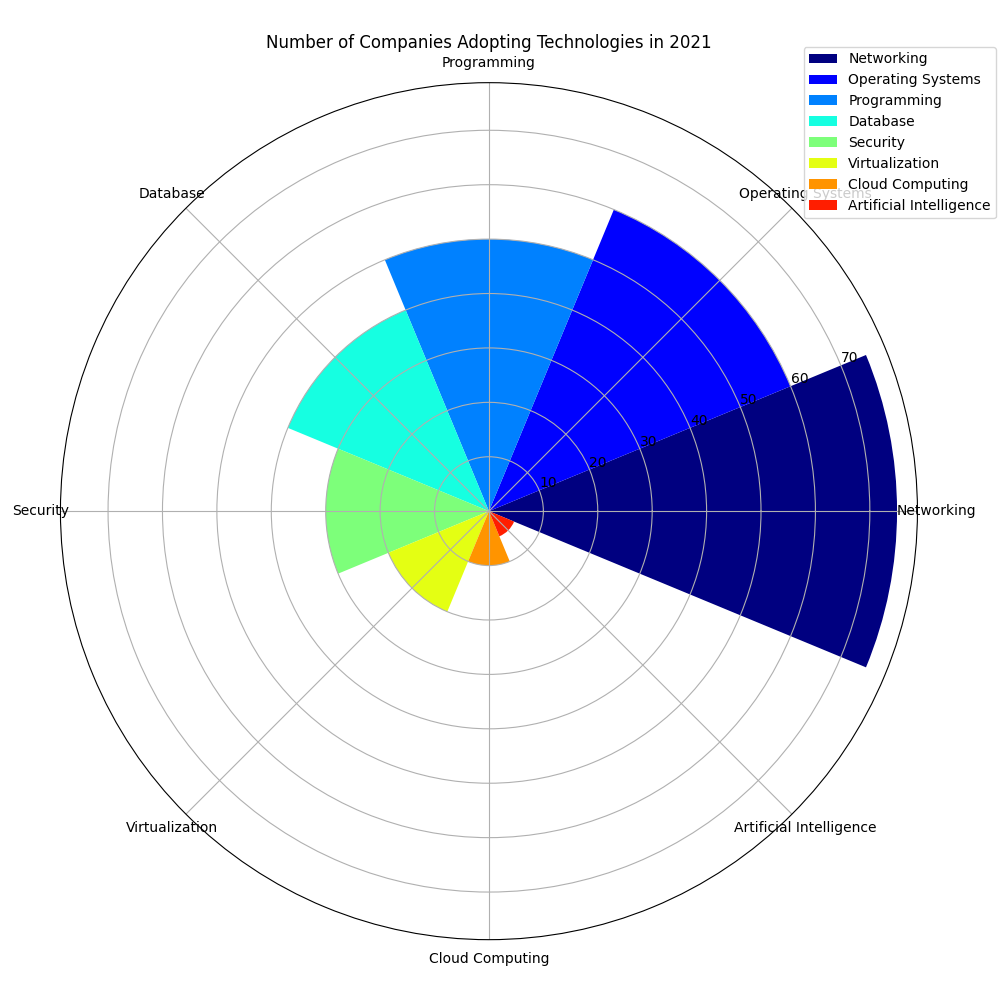 Number of Companies Adopting Technologies in 2021
Programming
Networking
Operating Systems
Programming
Database
Security
Virtualization
Cloud Computing
Artificial Intelligence
Database
Operating Systems
70
60
50
40
30
20
10
Security
Networking
Virtualization
Artificial Intelligence
Cloud Computing